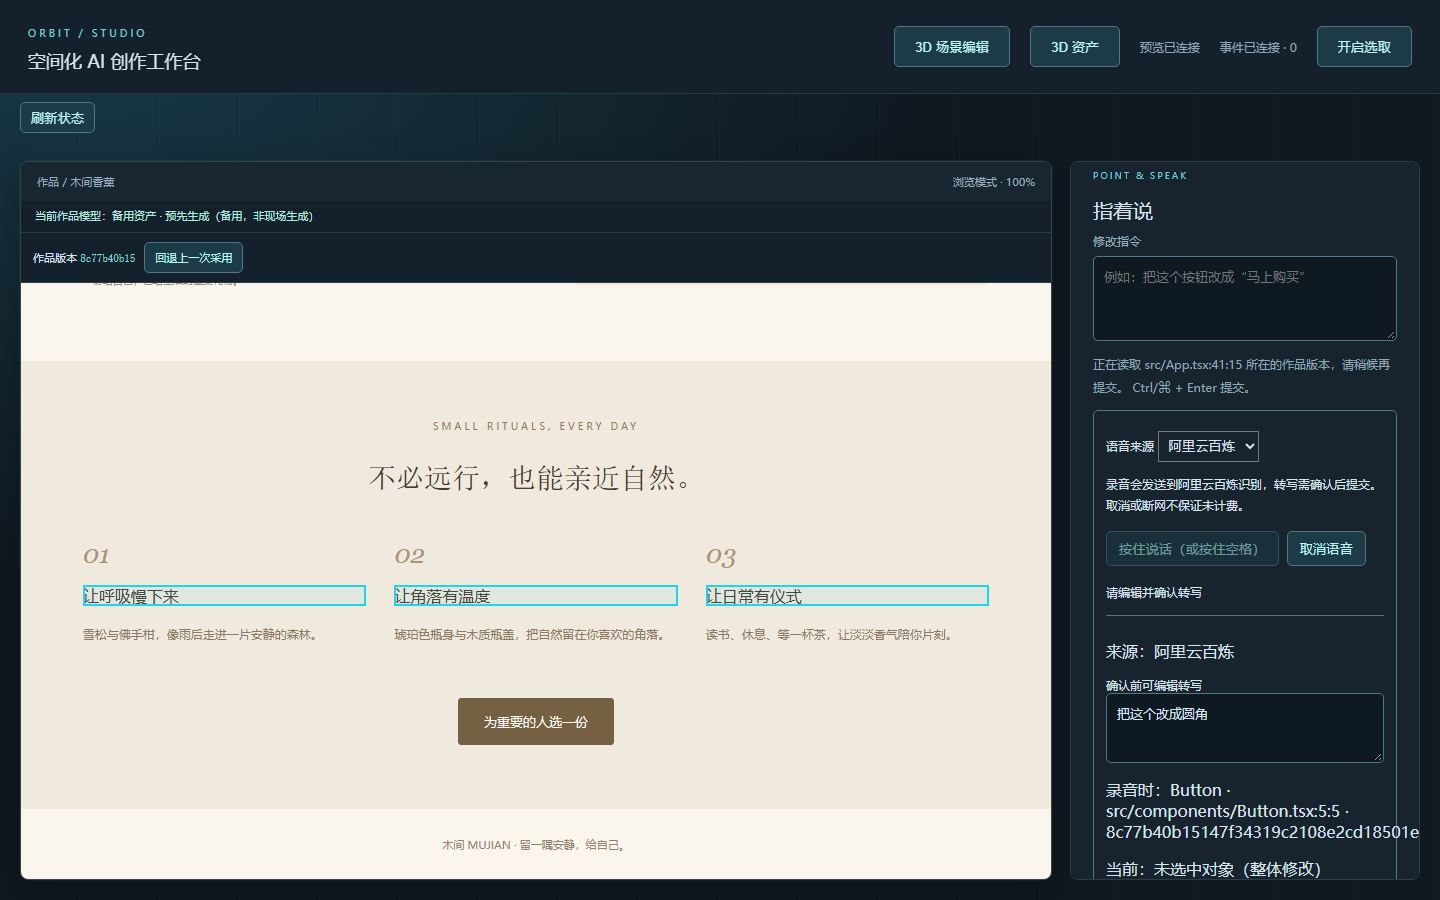 ORBIT / STUDIO
空间化 AI 创作工作台
3D 场景编辑
3D 资产
预览已连接
事件已连接 · 0
开启选取
刷新状态
作品 / 木间香薰
浏览模式 · 100%
当前作品模型：备用资产 · 预先生成（备用，非现场生成）
作品版本 8c77b40b15
回退上一次采用
SMALL RITUALS, EVERY DAY
不必远行，也能亲近自然。
01
02
03
让呼吸慢下来
让角落有温度
让日常有仪式
雪松与佛手柑，像雨后走进一片安静的森林。
琥珀色瓶身与木质瓶盖，把自然留在你喜欢的角落。
读书、休息、等一杯茶，让淡淡香气陪你片刻。
为重要的人选一份
木间 MUJIAN · 留一隅安静，给自己。
POINT & SPEAK
指着说
修改指令
例如：把这个按钮改成“马上购买”
正在读取 src/App.tsx:41:15 所在的作品版本，请稍候再
提交。 Ctrl/⌘ + Enter 提交。
语音来源
阿里云百炼
录音会发送到阿里云百炼识别，转写需确认后提交。
取消或断网不保证未计费。
按住说话（或按住空格）
取消语音
请编辑并确认转写
来源：阿里云百炼
确认前可编辑转写
把这个改成圆角
录音时：Button ·
src/components/Button.tsx:5:5 ·
8c77b40b15147f34319c2108e2cd18501e
当前：未选中对象（整体修改）